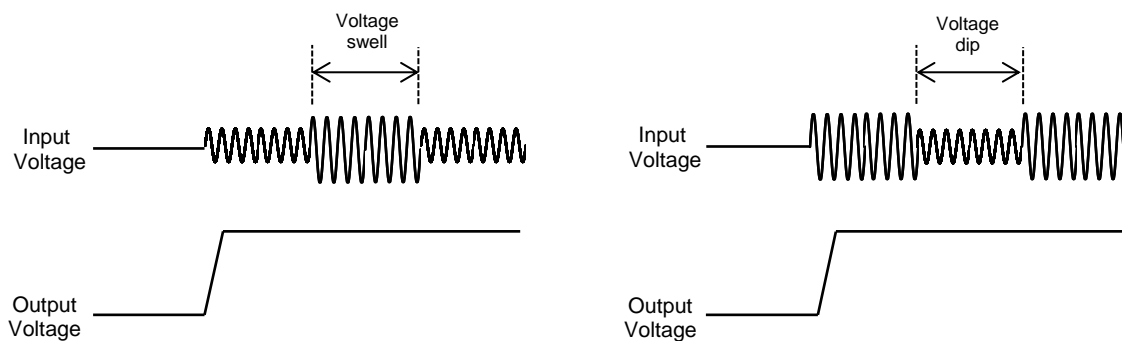 Voltage
swell
Input
Voltage
Output
Voltage
Voltage
dip
Input
Voltage
Output
Voltage